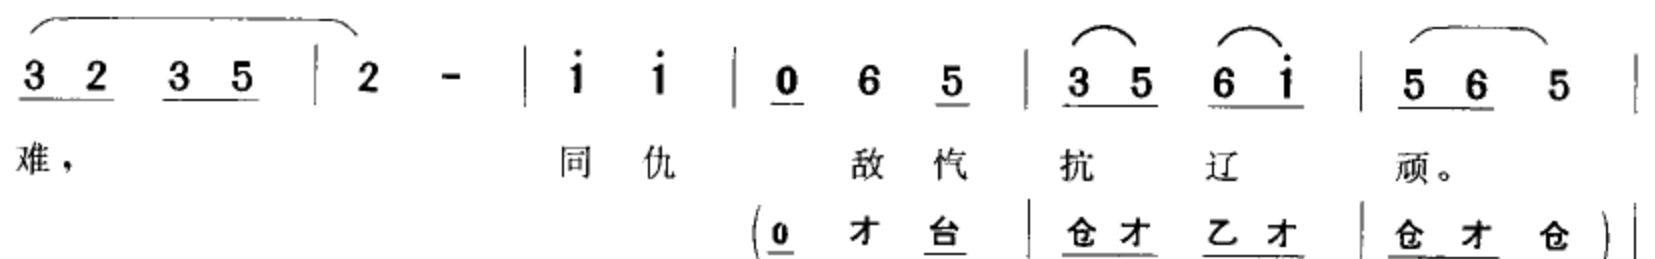 3 2 3 5 | 2 - | i i | 0 6 5 | 3 5 6 i | 5 6 5 |
难， 同 仇 敌 忾 抗 辽 顽。
(0 才 台 | 仓 才 乙 才 | 仓 才 仓) |